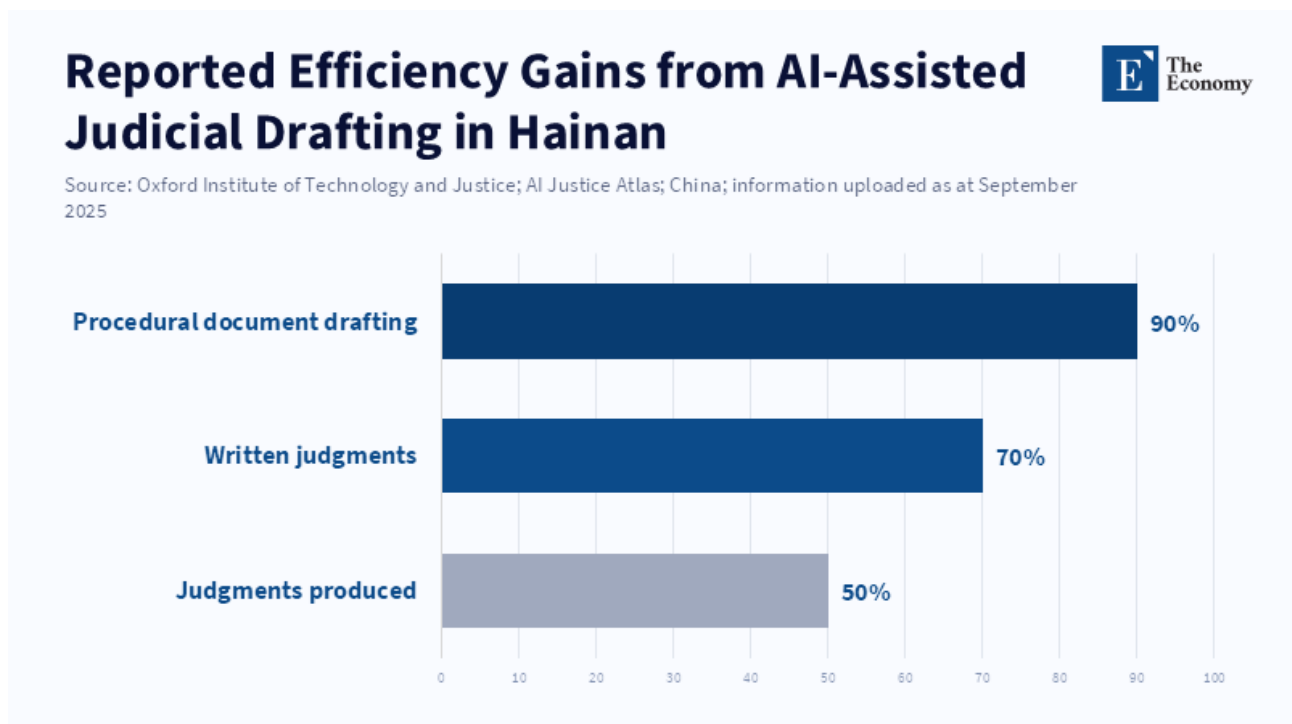 Reported Efficiency Gains from AI-Assisted
Judicial Drafting in Hainan
E The
Economy
Source: Oxford Institute of Technology and Justice; AI Justice Atlas; China; information uploaded as at September
2025
Procedural document drafting 90%
Written judgments 70%
Judgments produced 50%
0 10 20 30 40 50 60 70 80 90 100